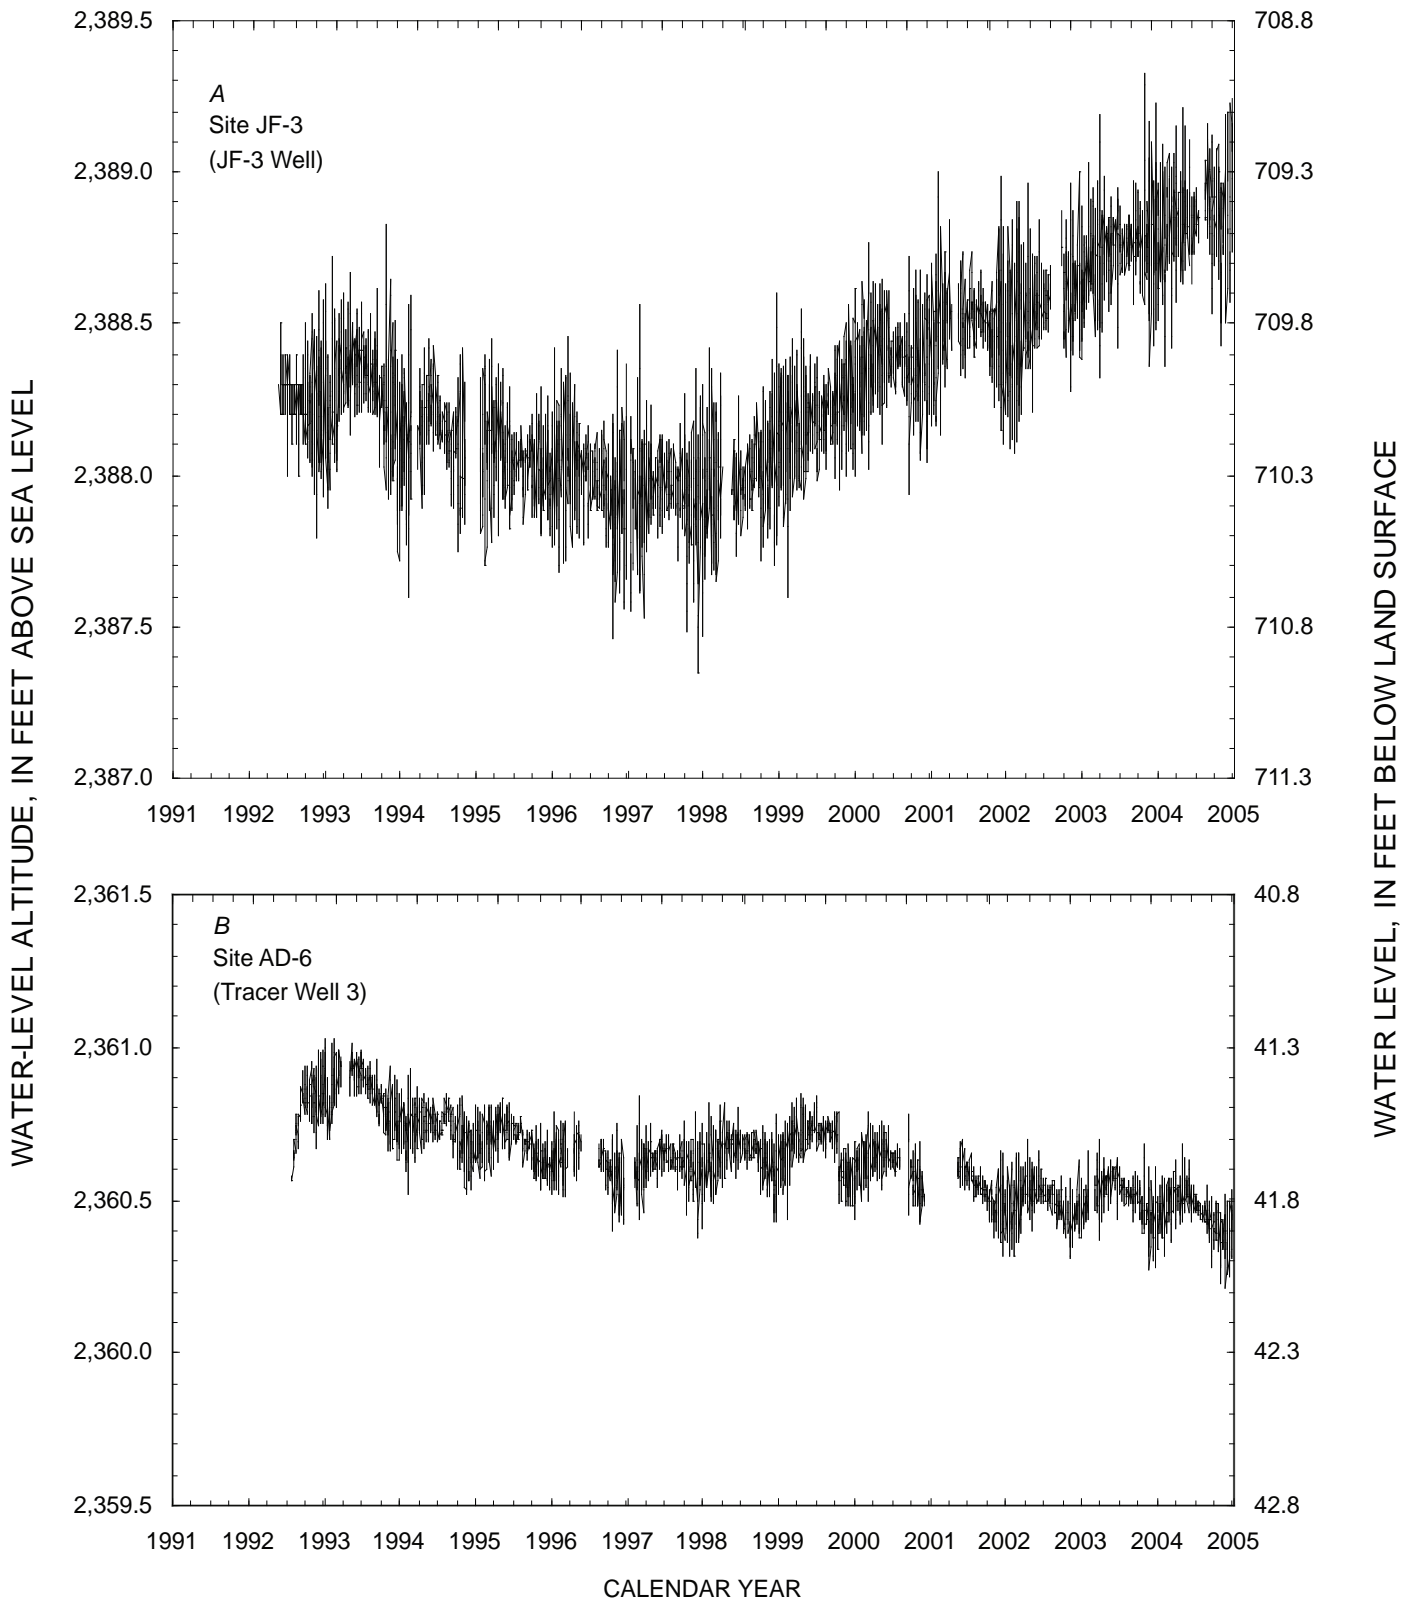 WATER-LEVEL ALTITUDE, IN FEET ABOVE SEA LEVEL
2,389.5
2,389.0
2,388.5
2,388.0
2,387.5
2,387.0
A
Site JF-3
(JF-3 Well)
708.8
709.3
709.8
710.3
710.8
711.3
1991 1992 1993 1994 1995 1996 1997 1998 1999 2000 2001 2002 2003 2004 2005
2,361.5
2,361.0
2,360.5
2,360.0
2,359.5
B
Site AD-6
(Tracer Well 3)
40.8
41.3
41.8
42.3
42.8
1991 1992 1993 1994 1995 1996 1997 1998 1999 2000 2001 2002 2003 2004 2005
CALENDAR YEAR
WATER LEVEL, IN FEET BELOW LAND SURFACE